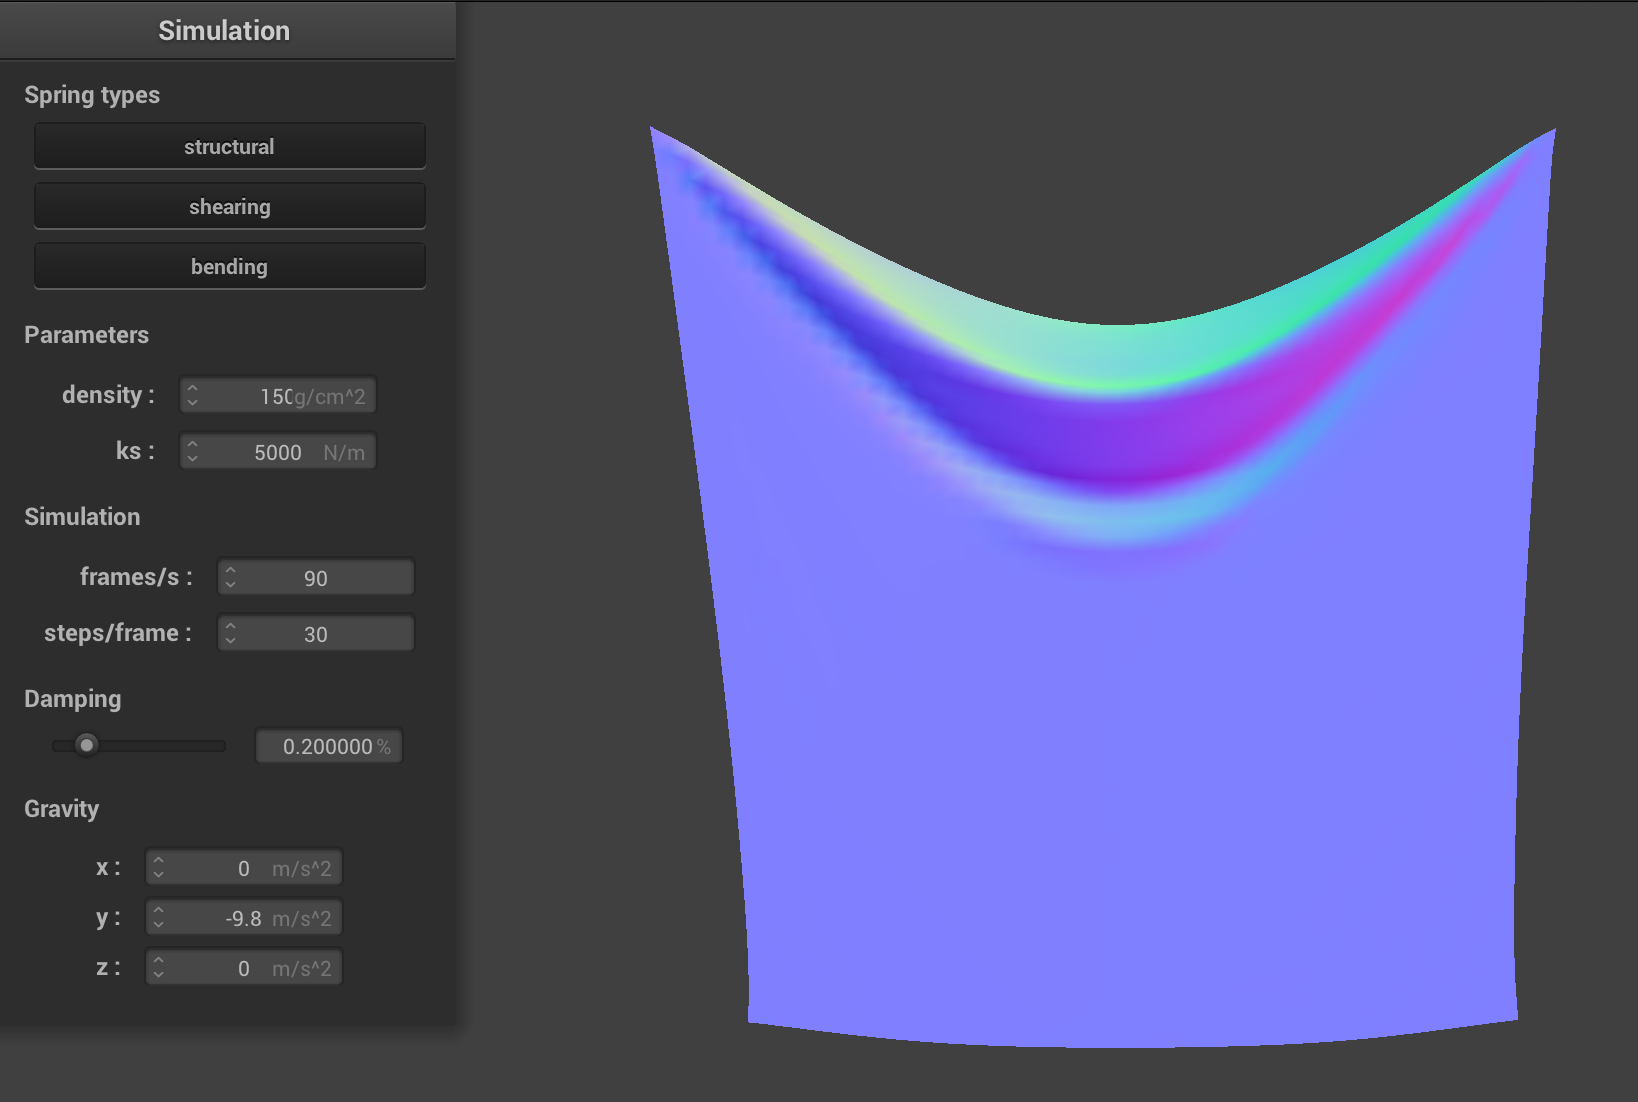 Simulation
Spring types
structural
shearing
bending
Parameters
density : 150 g/cm^2
ks : 5000 N/m
Simulation
frames/s : 90
steps/frame : 30
Damping
0.200000 %
Gravity
x : 0 m/s^2
y : -9.8 m/s^2
z : 0 m/s^2